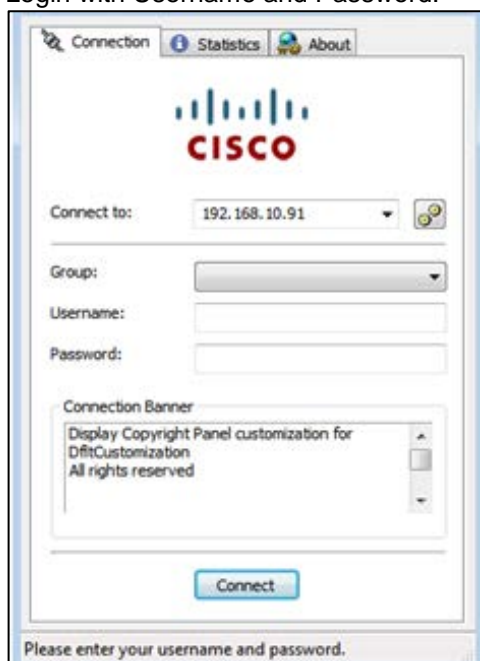 Login with Username and Password.
Connection Statistics About
CISCO
Connect to: 192.168.10.91
Group:
Username:
Password:
Connection Banner
Display Copyright Panel customization for
DfltCustomization
All rights reserved
Connect
Please enter your username and password.